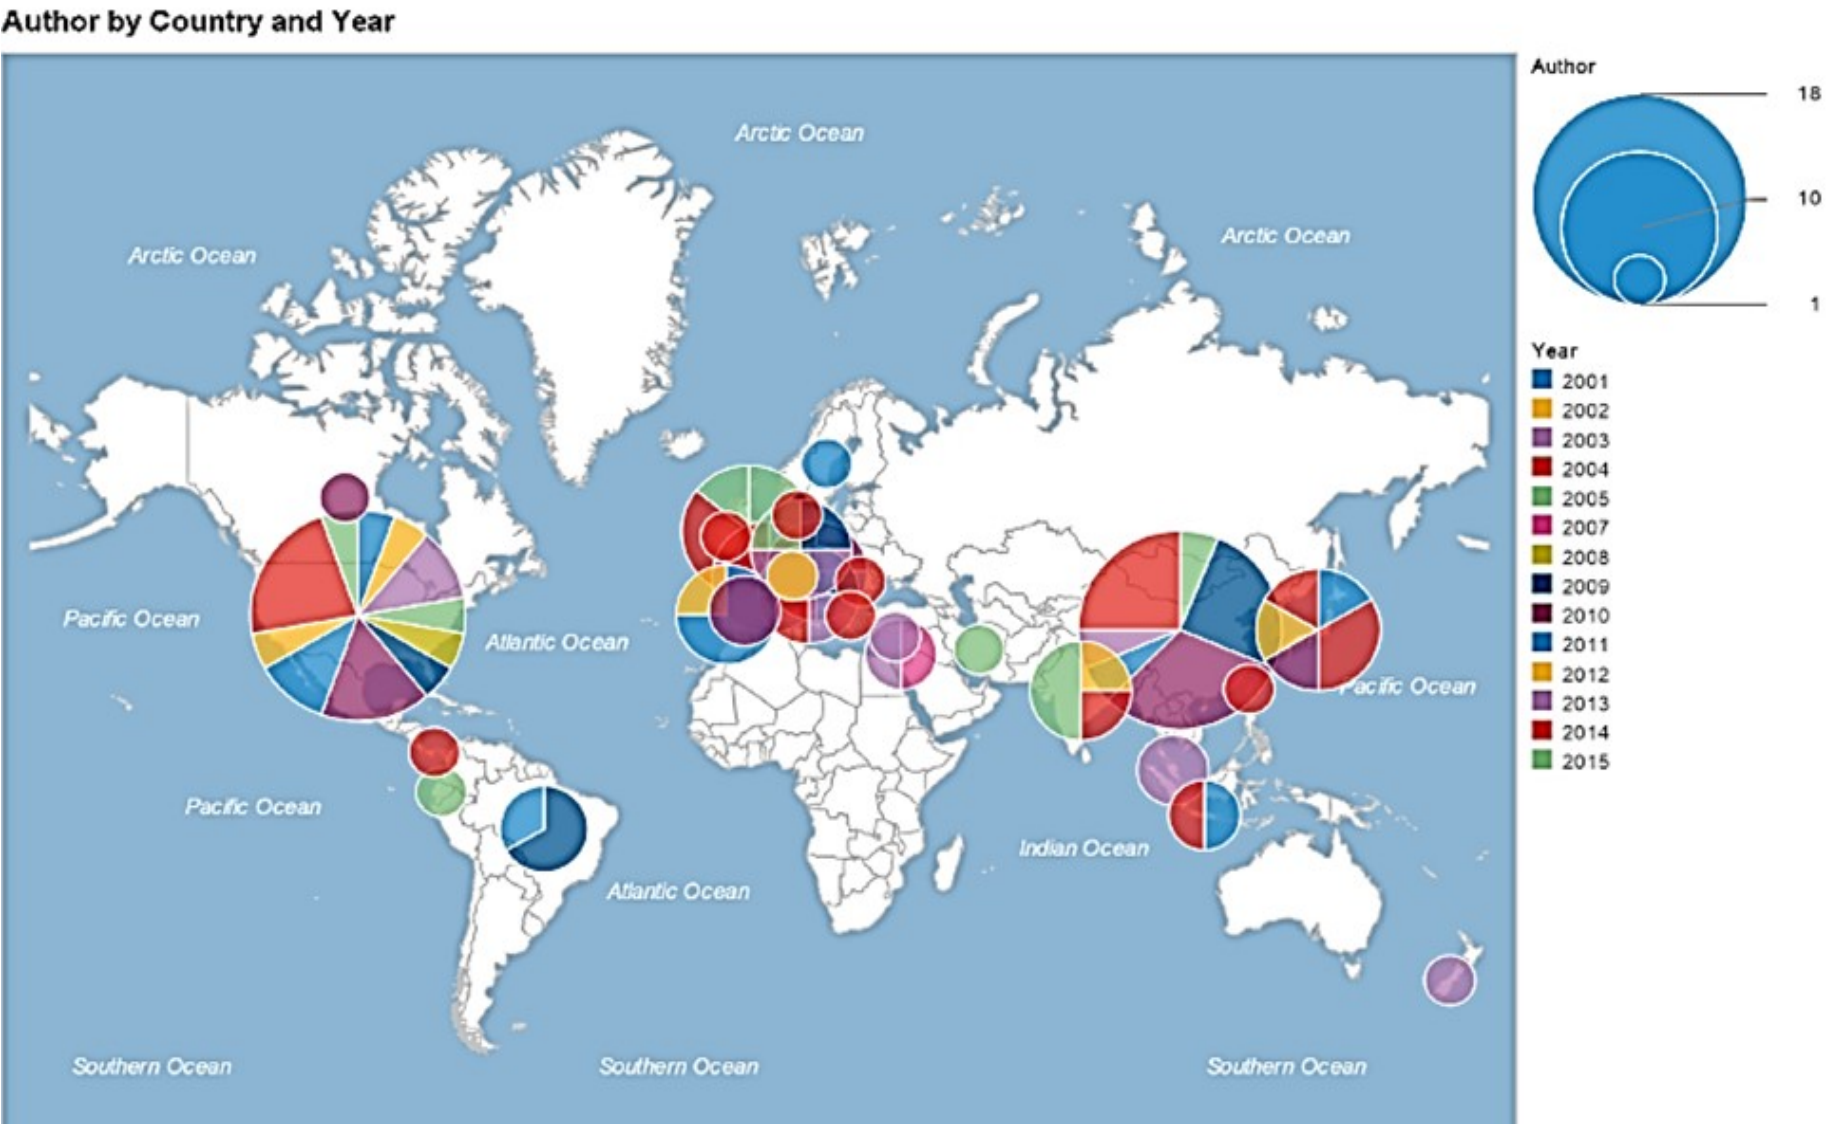 Author by Country and Year
Author
18
10
1
Arctic Ocean
Arctic Ocean
Arctic Ocean
Pacific Ocean
Atlantic Ocean
Pacific Ocean
Pacific Ocean
Indian Ocean
Atlantic Ocean
Southern Ocean
Southern Ocean
Southern Ocean
Year
2001
2002
2003
2004
2005
2007
2008
2009
2010
2011
2012
2013
2014
2015